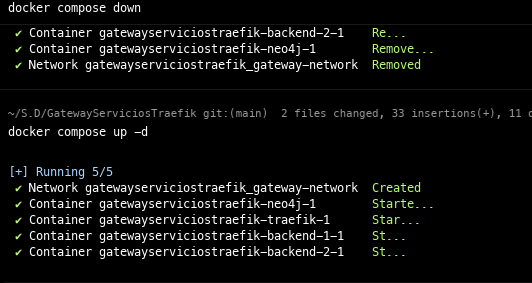 docker compose down
✔ Container gatewayserviciostraefik-backend-2-1 Re...
✔ Container gatewayserviciostraefik-neo4j-1 Remove...
✔ Network gatewayserviciostraefik_gateway-network Removed
~/S.D/GatewayServiciosTraefik git:(main) 2 files changed, 33 insertions(+), 11 d
docker compose up -d
[+] Running 5/5
✔ Network gatewayserviciostraefik_gateway-network Created
✔ Container gatewayserviciostraefik-neo4j-1 Starte...
✔ Container gatewayserviciostraefik-traefik-1 Star...
✔ Container gatewayserviciostraefik-backend-1-1 St...
✔ Container gatewayserviciostraefik-backend-2-1 St...